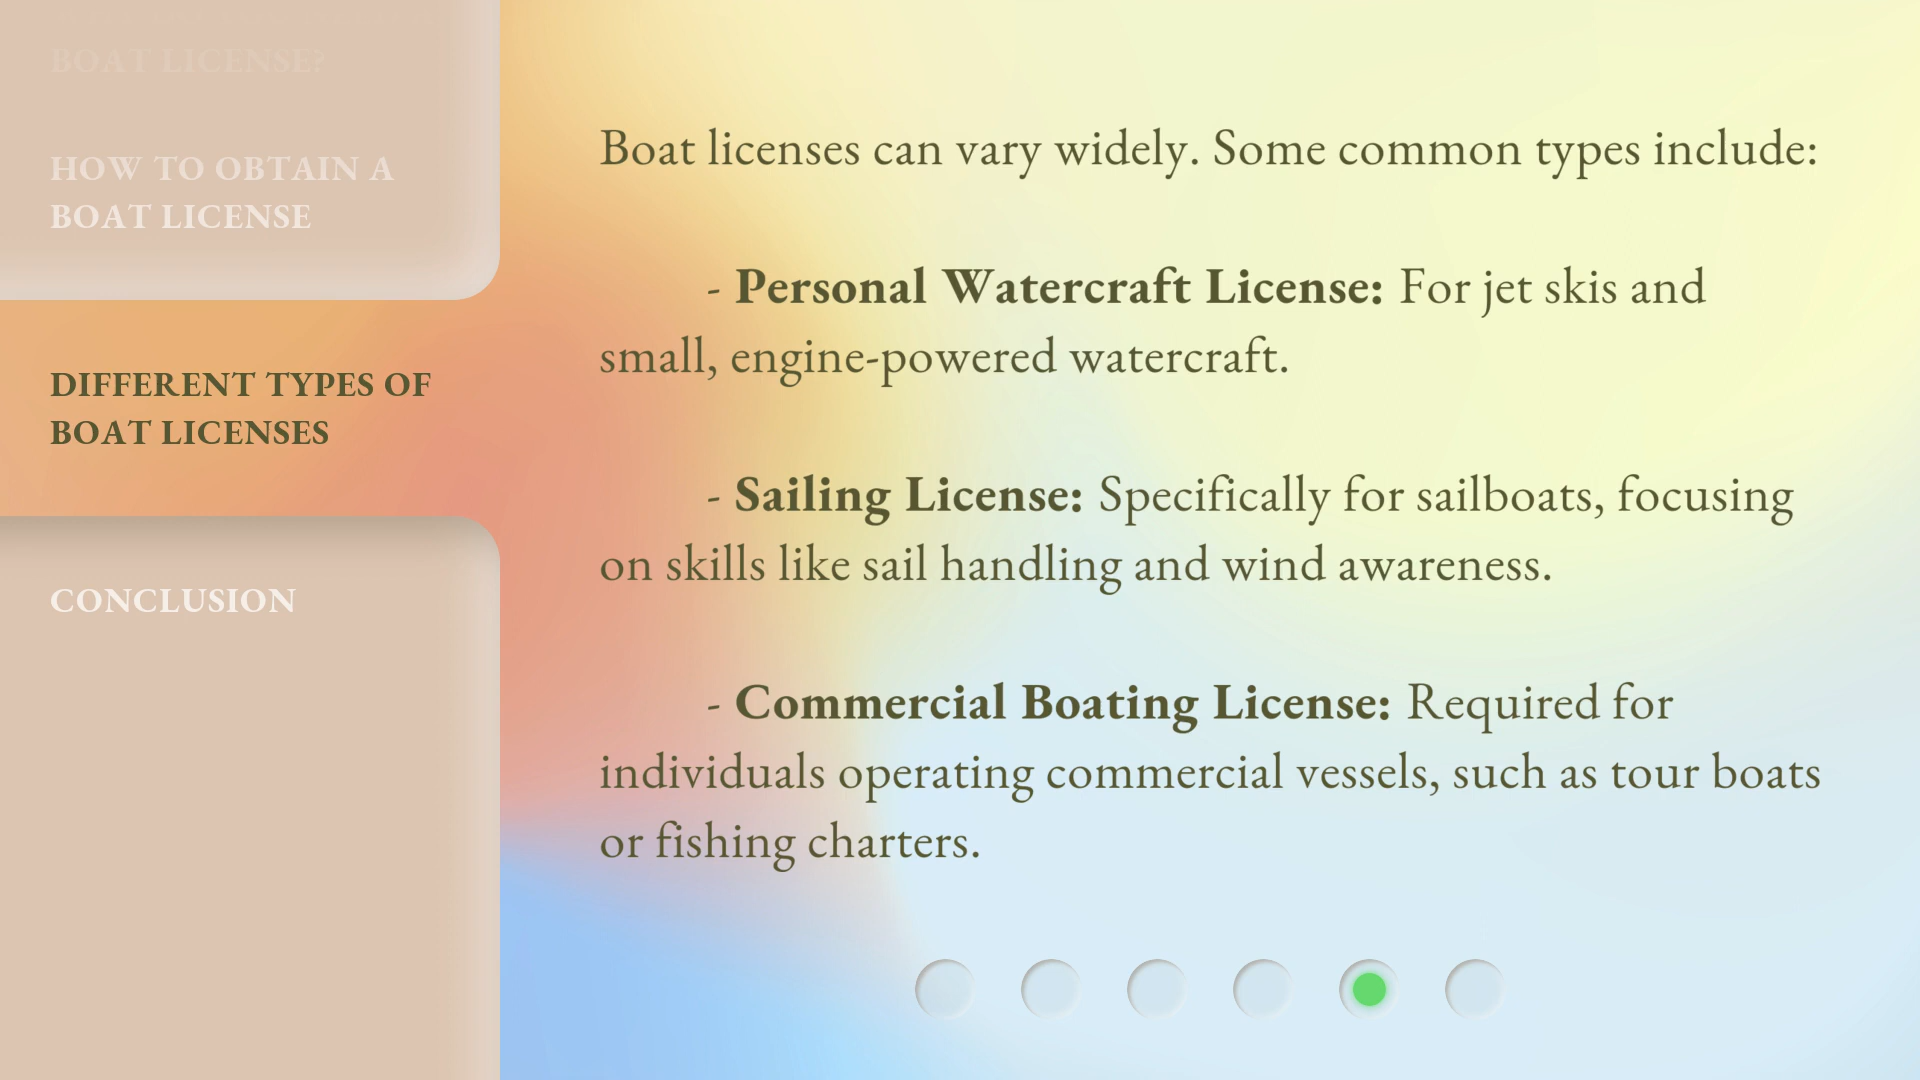 BOAT LICENSE?
HOW TO OBTAIN A
BOAT LICENSE
DIFFERENT TYPES OF
BOAT LICENSES
CONCLUSION
Boat licenses can vary widely. Some common types include:
- Personal Watercraft License: For jet skis and
small, engine-powered watercraft.
- Sailing License: Specifically for sailboats, focusing
on skills like sail handling and wind awareness.
- Commercial Boating License: Required for
individuals operating commercial vessels, such as tour boats
or fishing charters.